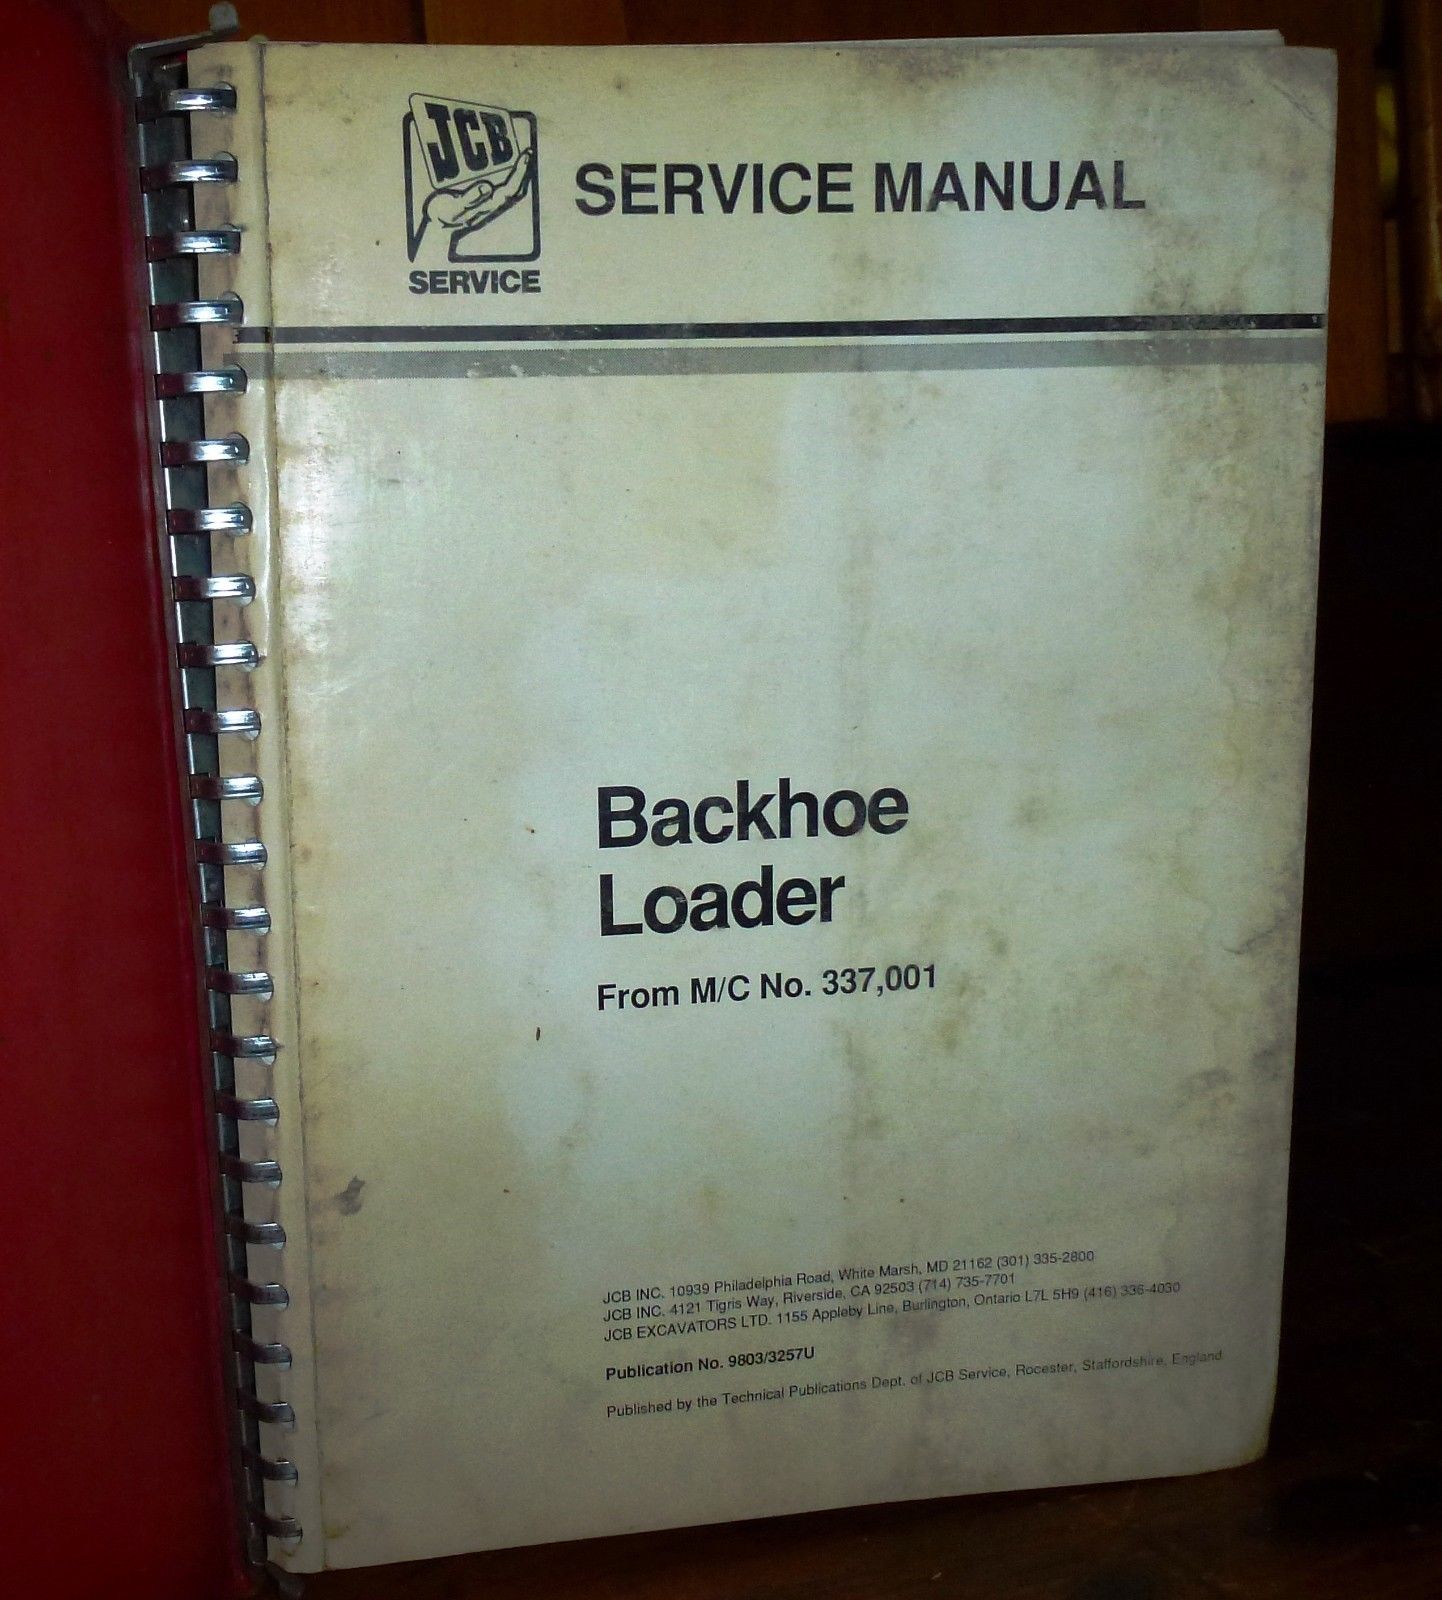 JCB
SERVICE
SERVICE MANUAL
Backhoe
Loader
From M/C No. 337,001
JCB INC. 10939 Philadelphia Road, White Marsh, MD 21162 (301) 335-2800
JCB INC. 4121 Tigris Way, Riverside, CA 92503 (714) 735-7701
JCB EXCAVATORS LTD. 1155 Appleby Line, Burlington, Ontario L7L 5H9 (416) 336-4030
Publication No. 9803/3257U
Published by the Technical Publications Dept. of JCB Service, Rocester, Staffordshire, England